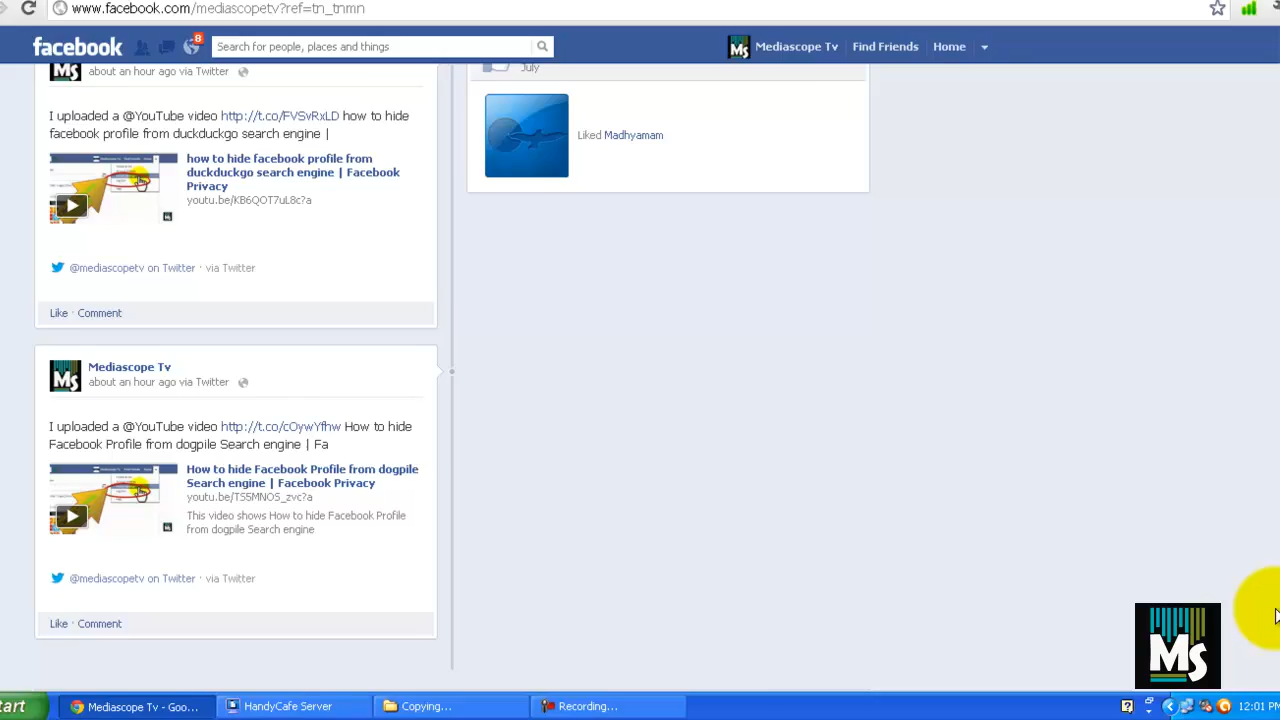 www.facebook.com/mediascopetv?ref=tn_tnmn
facebook
8
Search for people, places and things
Mediascope Tv
Find Friends
Home
about an hour ago via Twitter
I uploaded a @YouTube video http://t.co/FVSvRxLD how to hide
facebook profile from duckduckgo search engine |
how to hide facebook profile from
duckduckgo search engine | Facebook
Privacy
youtu.be/KB6QOT7uL8c?a
@mediascopetv on Twitter · via Twitter
Like · Comment
July
Liked Madhyamam
Mediascope Tv
about an hour ago via Twitter
I uploaded a @YouTube video http://t.co/cOywYfhw How to hide
Facebook Profile from dogpile Search engine | Fa
How to hide Facebook Profile from dogpile
Search engine | Facebook Privacy
youtu.be/TS5MNOS_zvc?a
This video shows How to hide Facebook Profile
from dogpile Search engine
@mediascopetv on Twitter · via Twitter
Like · Comment
MS
art
Mediascope Tv - Goo...
HandyCafe Server
Copying...
Recording...
12:01 PM